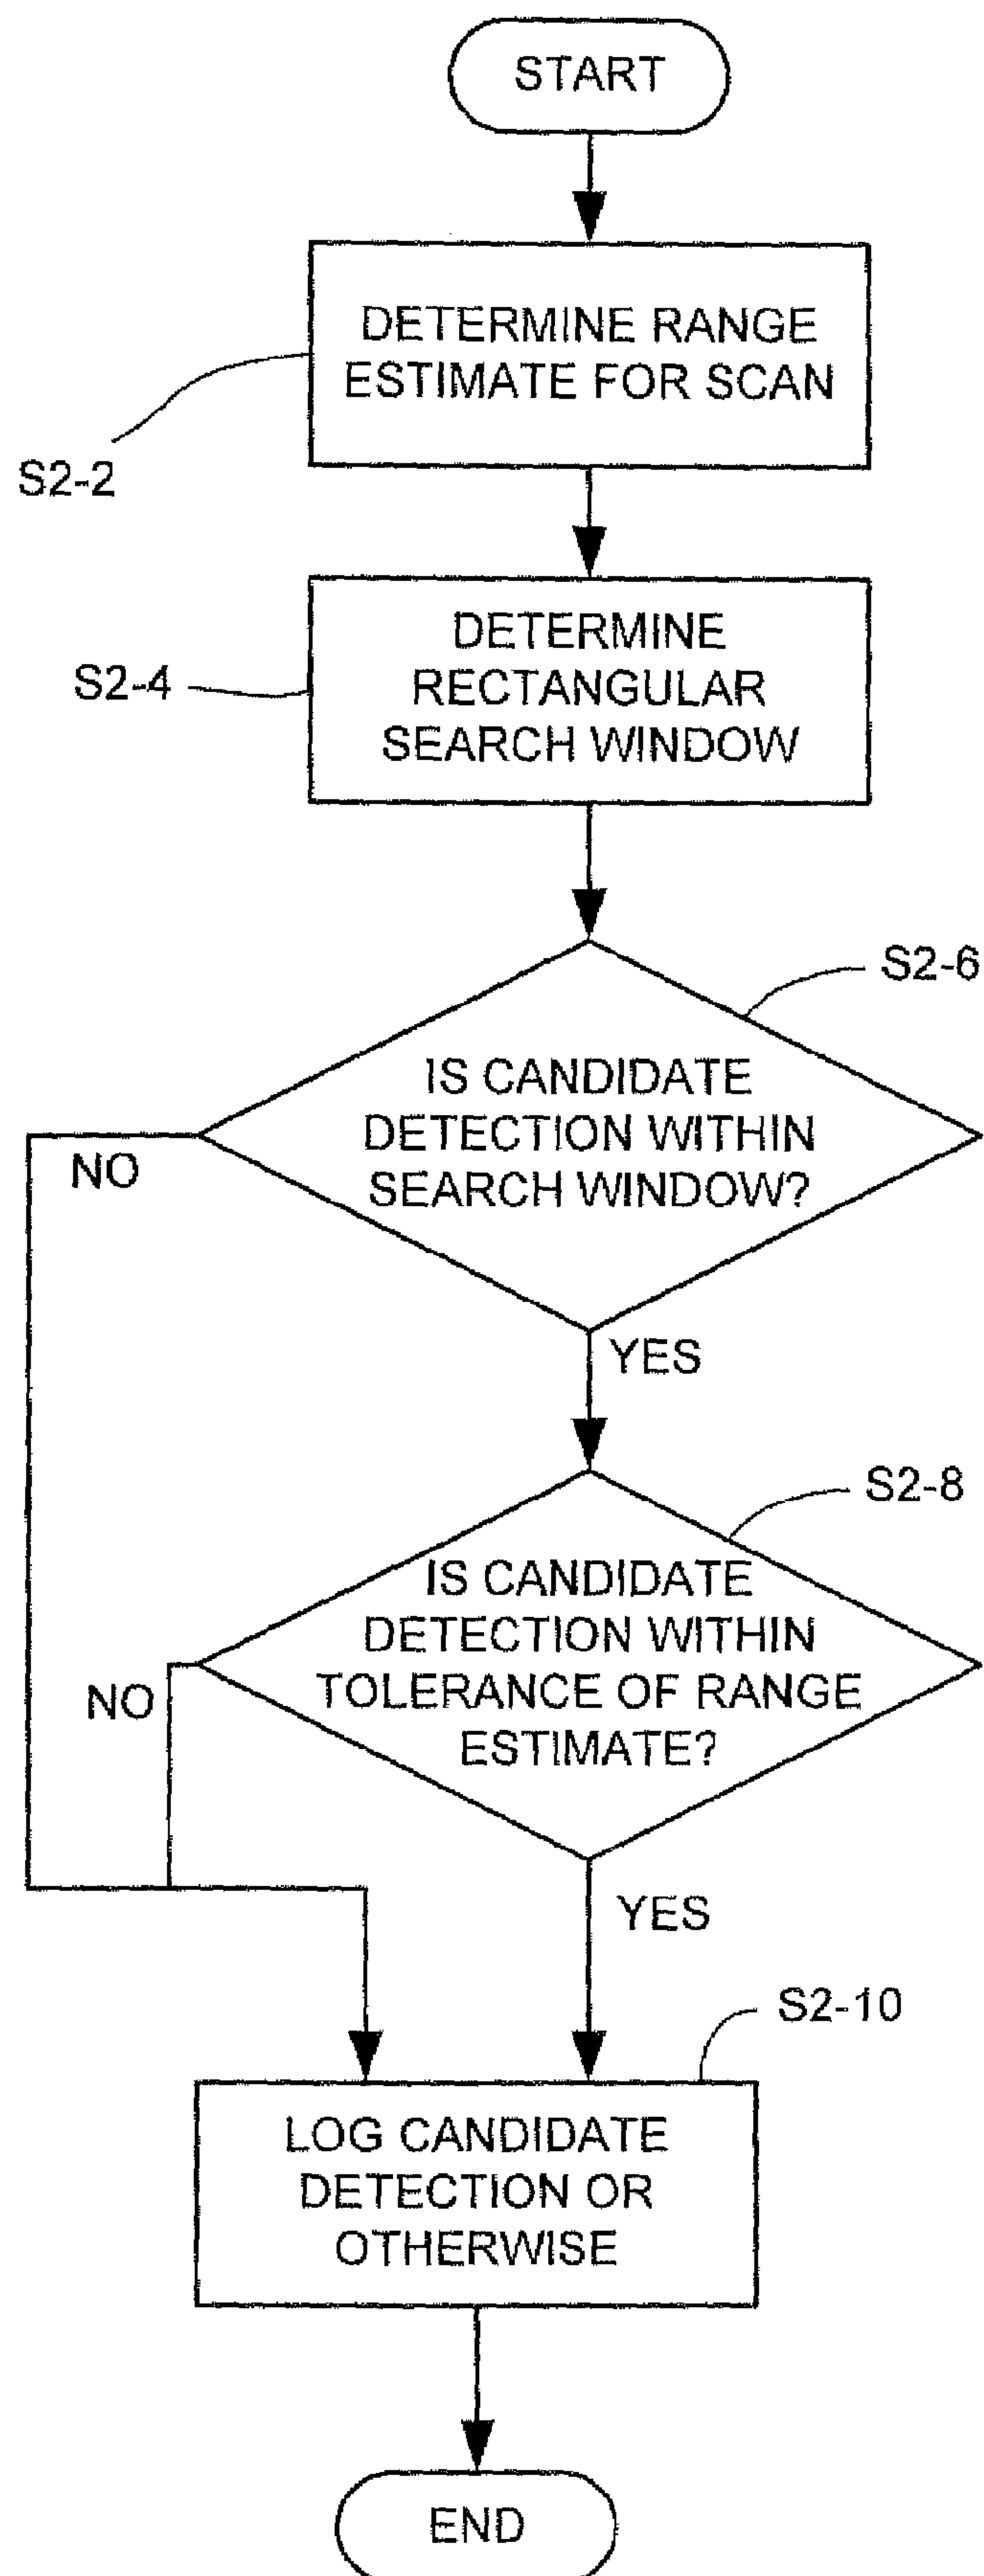 START
DETERMINE RANGE
ESTIMATE FOR SCAN
S2-2
DETERMINE
RECTANGULAR
SEARCH WINDOW
S2-4
S2-6
IS CANDIDATE
DETECTION WITHIN
SEARCH WINDOW?
NO
YES
S2-8
IS CANDIDATE
DETECTION WITHIN
TOLERANCE OF RANGE
ESTIMATE?
NO
YES
S2-10
LOG CANDIDATE
DETECTION OR
OTHERWISE
END